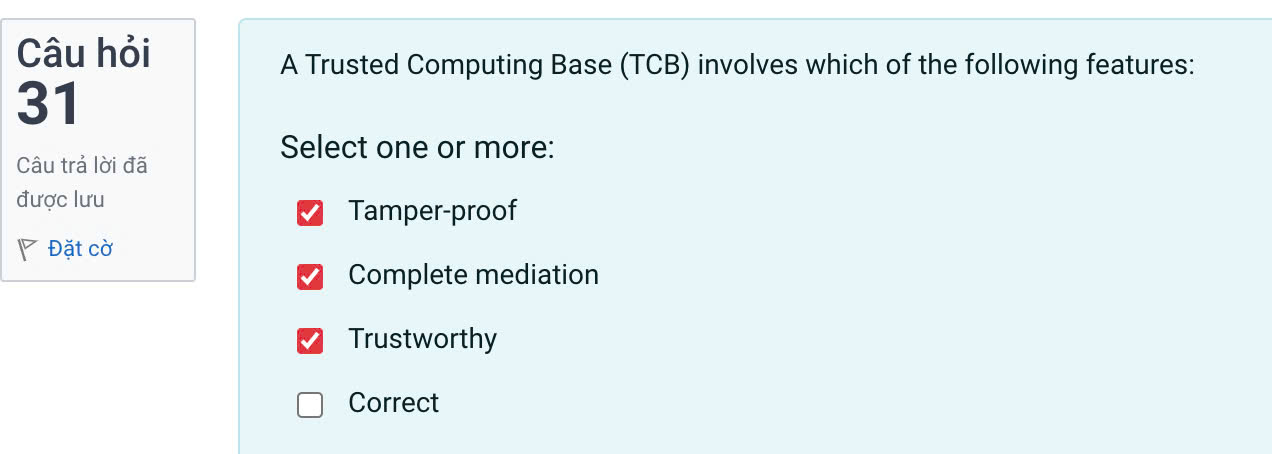 Câu hỏi
31
Câu trả lời đã
được lưu
Đặt cờ
A Trusted Computing Base (TCB) involves which of the following features:
Select one or more:
Tamper-proof
Complete mediation
Trustworthy
Correct